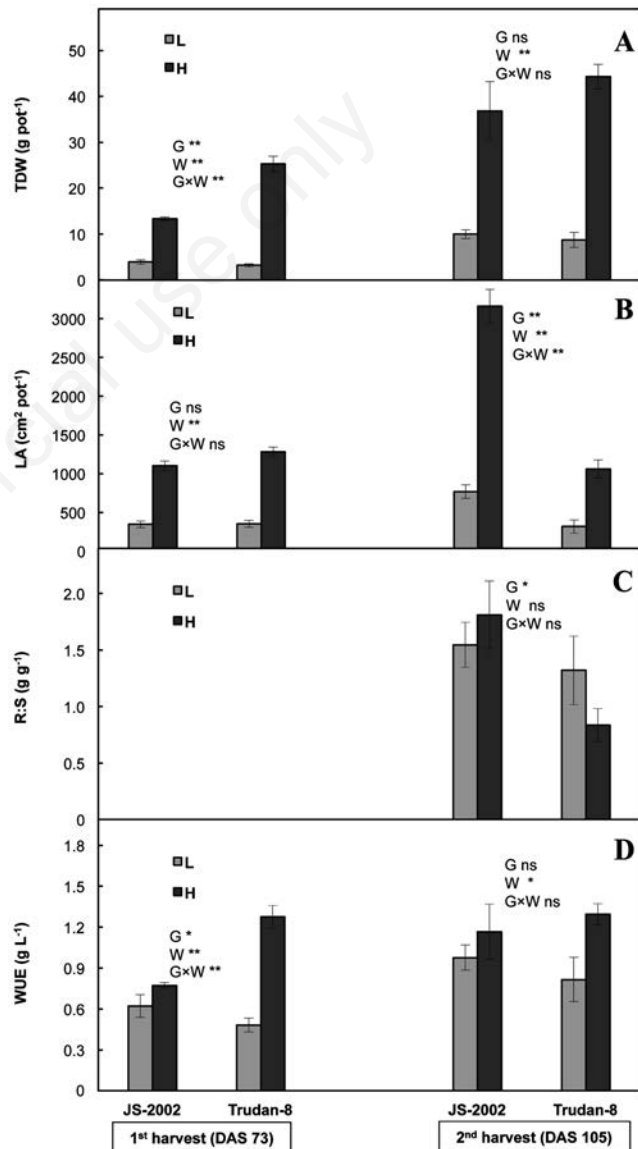 A
L
H
G **
W **
G×W **
G ns
W **
G×W ns
TDW (g pot-1)
50
40
30
20
10
0
B
L
H
G ns
W **
G×W ns
G **
W **
G×W **
LA (cm² pot-1)
3000
2500
2000
1500
1000
500
0
C
L
H
G *
W ns
G×W ns
R:S (g g-1)
2.0
1.5
1.0
0.5
0
D
L
H
G *
W **
G×W **
G ns
W *
G×W ns
WUE (g L-1)
1.8
1.5
1.2
0.9
0.6
0.3
0
JS-2002 Trudan-8 JS-2002 Trudan-8
1st harvest (DAS 73) 2nd harvest (DAS 105)
cial use only